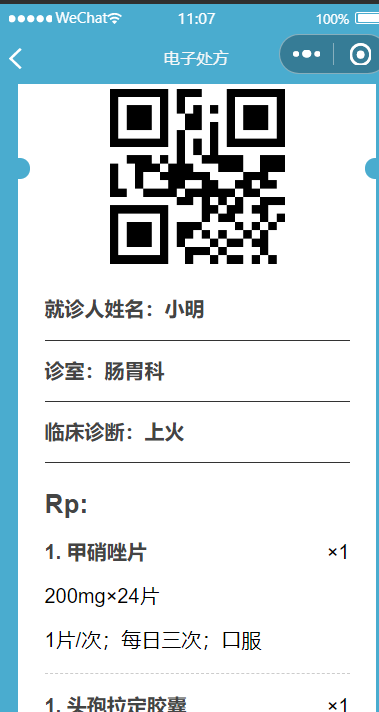 WeChat 11:07 100%
电子处方
就诊人姓名：小明
诊室：肠胃科
临床诊断：上火
Rp:
1. 甲硝唑片 ×1
200mg×24片
1片/次；每日三次；口服
1. 头孢拉定胶囊 ×1